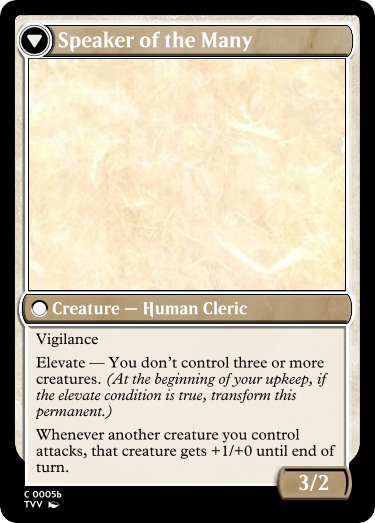 Speaker of the Many
Creature — Human Cleric
Vigilance
Elevate — You don't control three or more
creatures. (At the beginning of your upkeep, if
the elevate condition is true, transform this
permanent.)
Whenever another creature you control
attacks, that creature gets +1/+0 until end of
turn.
3/2
C 0005b
TVV